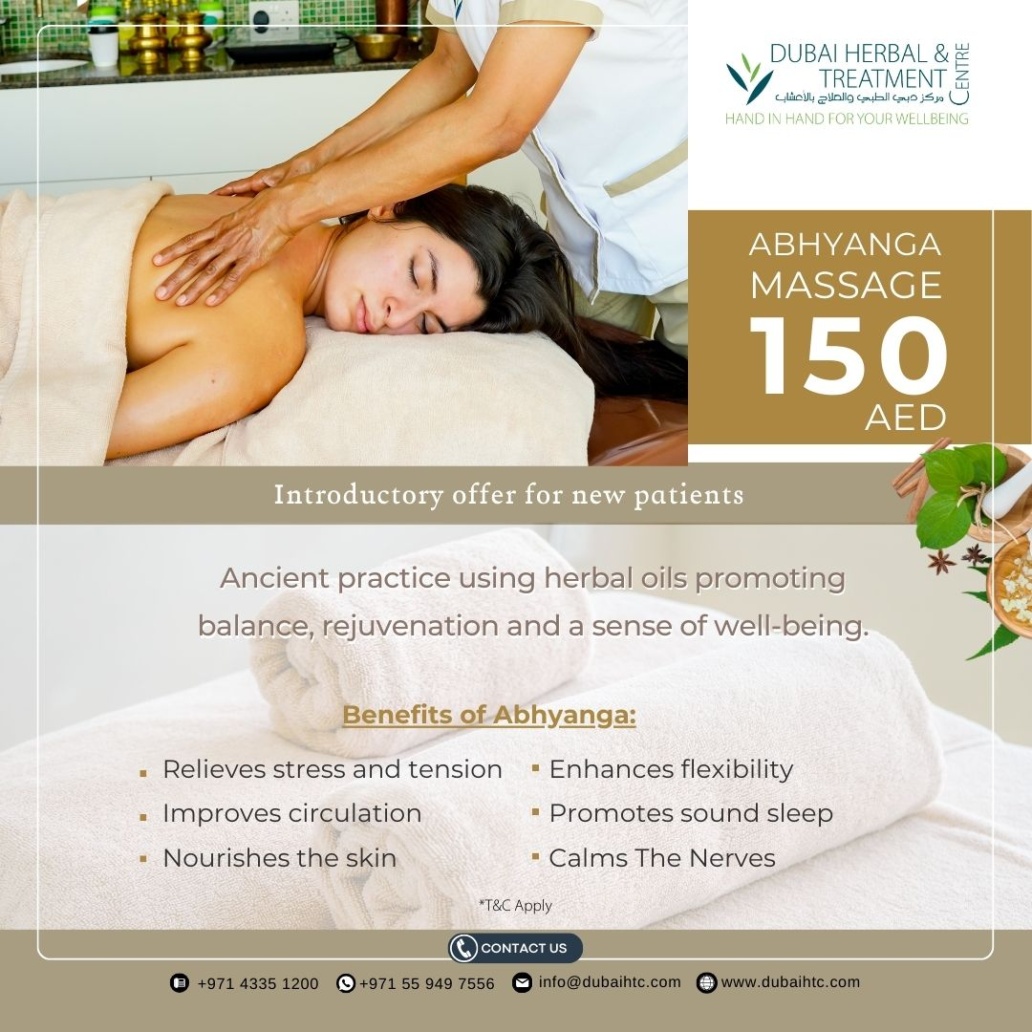 DUBAI HERBAL &
TREATMENT
CENTRE
مركز دبي الطبي والعلاج بالأعشاب
HAND IN HAND FOR YOUR WELLBEING
ABHYANGA
MASSAGE
150
AED
Introductory offer for new patients
Ancient practice using herbal oils promoting
balance, rejuvenation and a sense of well-being.
Benefits of Abhyanga:
▪ Relieves stress and tension
▪ Improves circulation
▪ Nourishes the skin
▪ Enhances flexibility
▪ Promotes sound sleep
▪ Calms The Nerves
*T&C Apply
CONTACT US
+971 4335 1200 +971 55 949 7556 info@dubaihtc.com www.dubaihtc.com